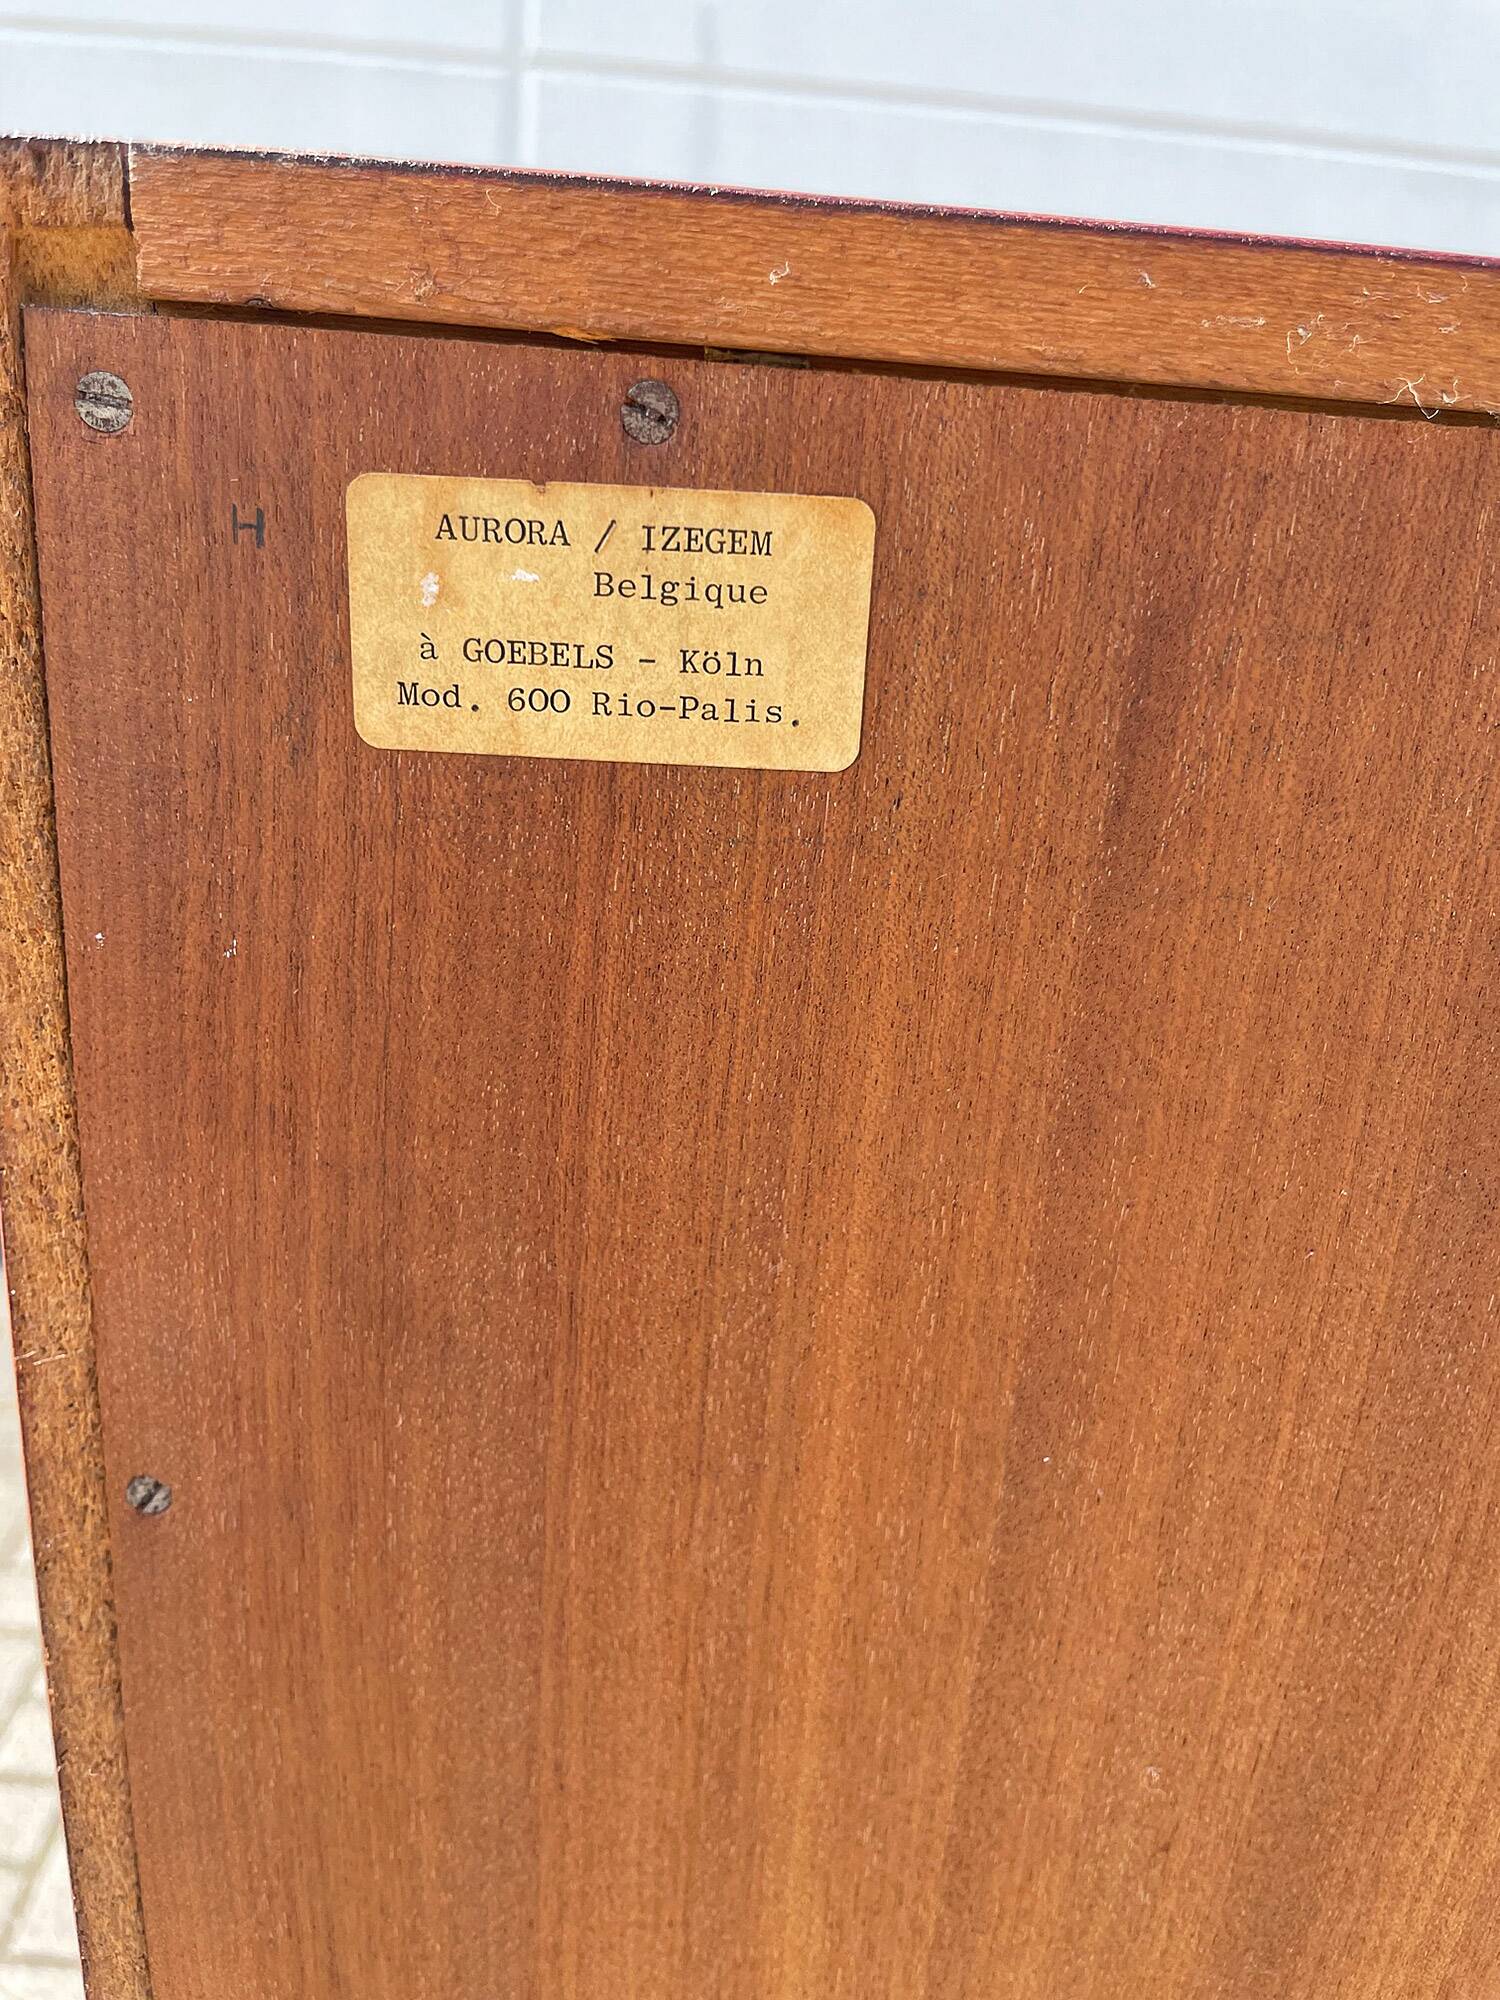 H
AURORA / IZEGEM
Belgique
à GOEBELS - Köln
Mod. 600 Rio-Palis.